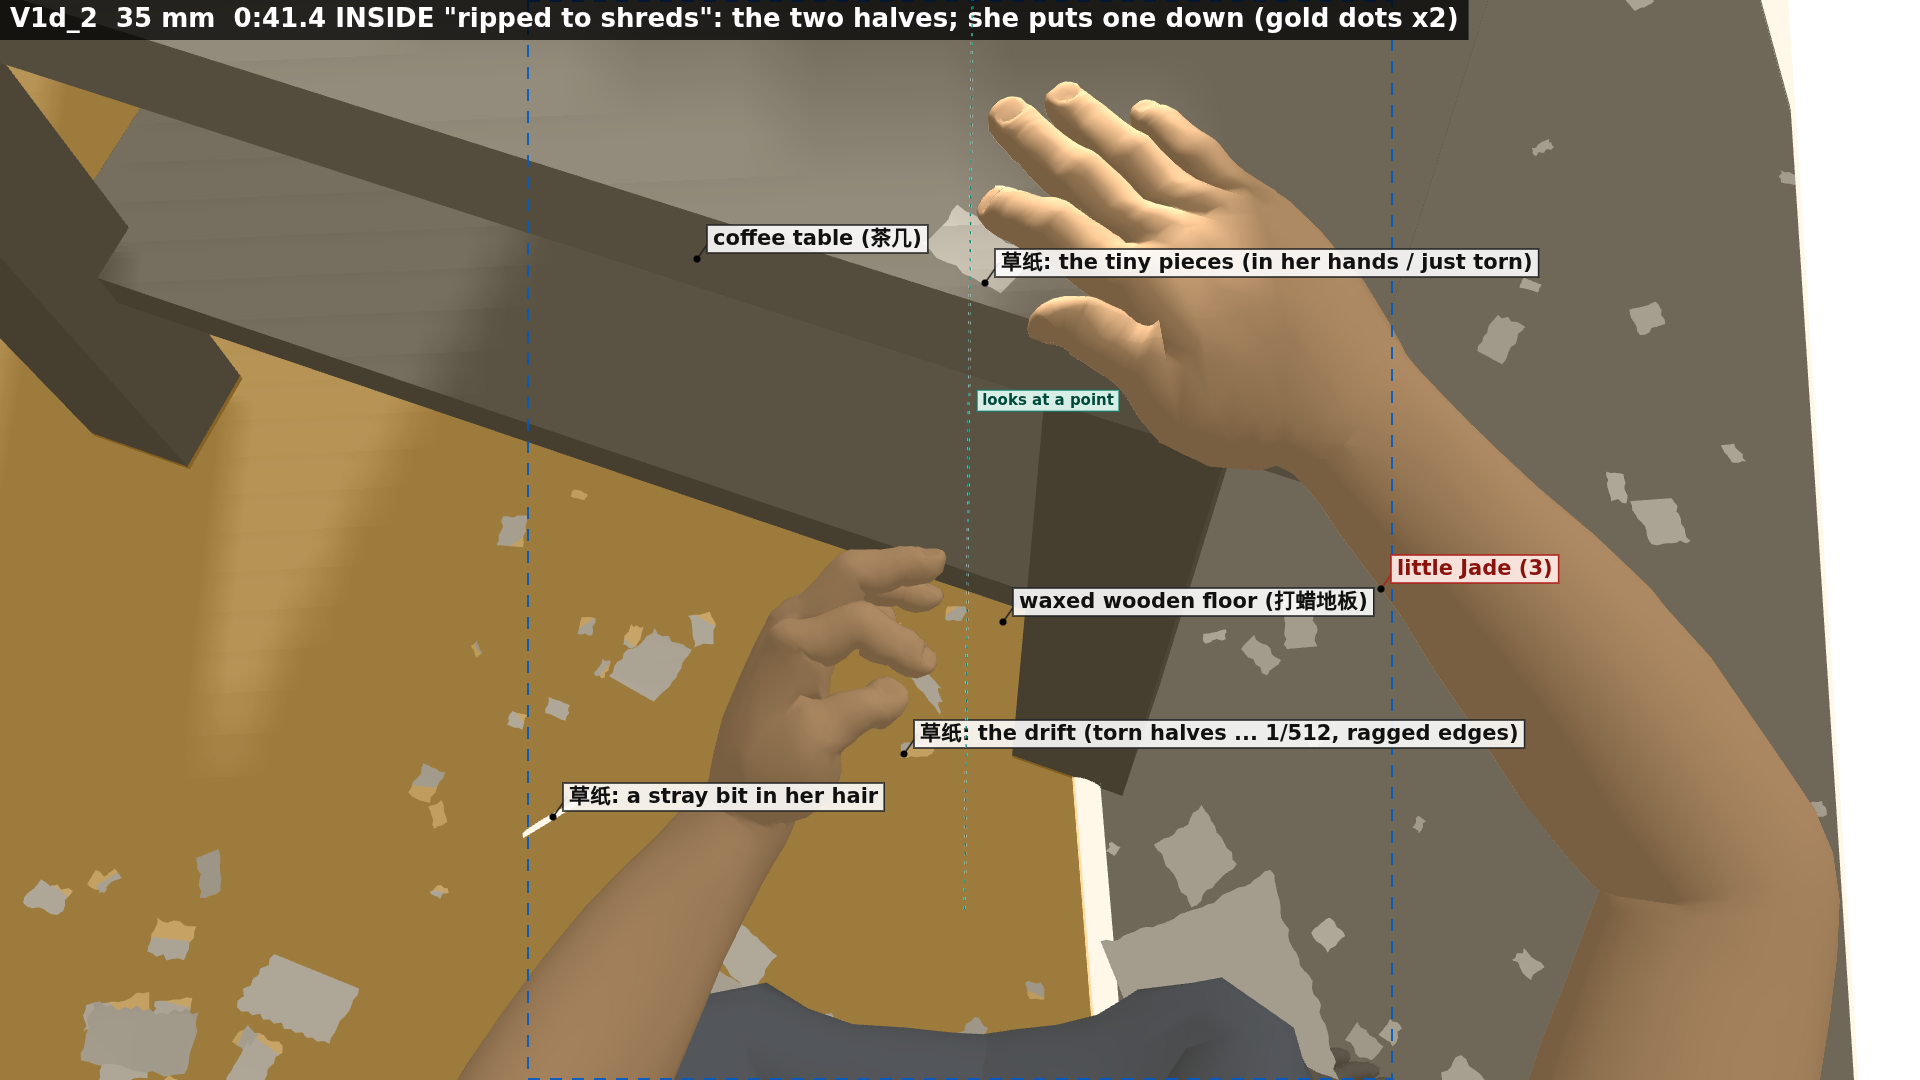 V1d_2  35 mm  0:41.4 INSIDE "ripped to shreds": the two halves; she puts one down (gold dots x2)
coffee table (茶几)
草纸: the tiny pieces (in her hands / just torn)
looks at a point
little Jade (3)
waxed wooden floor (打蜡地板)
草纸: the drift (torn halves ... 1/512, ragged edges)
草纸: a stray bit in her hair